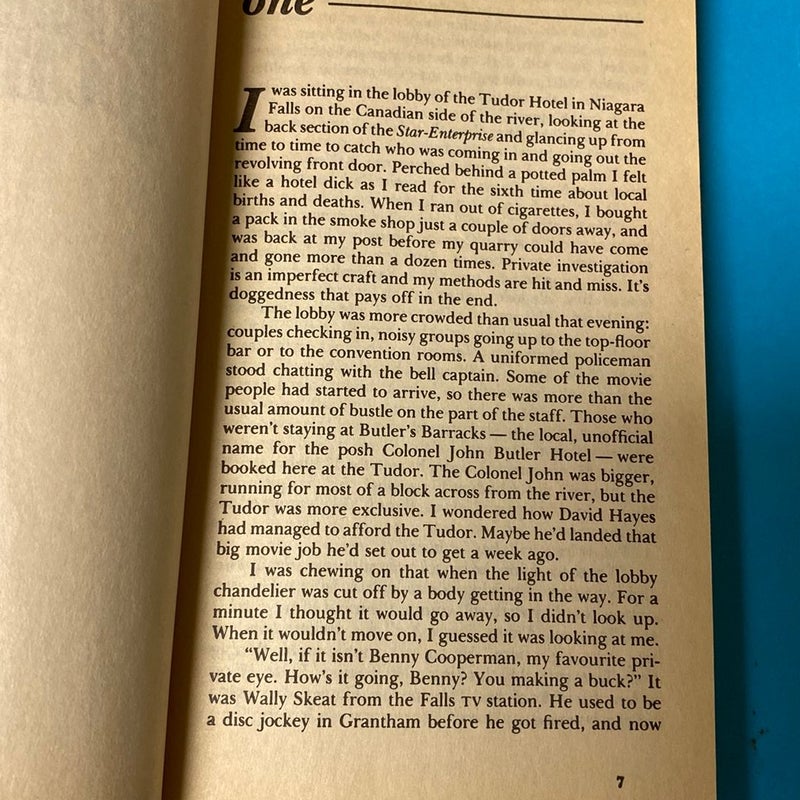 one
I was sitting in the lobby of the Tudor Hotel in Niagara
Falls on the Canadian side of the river, looking at the
back section of the Star-Enterprise and glancing up from
time to time to catch who was coming in and going out the
revolving front door. Perched behind a potted palm I felt
like a hotel dick as I read for the sixth time about local
births and deaths. When I ran out of cigarettes, I bought
a pack in the smoke shop just a couple of doors away, and
was back at my post before my quarry could have come
and gone more than a dozen times. Private investigation
is an imperfect craft and my methods are hit and miss. It's
doggedness that pays off in the end.
The lobby was more crowded than usual that evening:
couples checking in, noisy groups going up to the top-floor
bar or to the convention rooms. A uniformed policeman
stood chatting with the bell captain. Some of the movie
people had started to arrive, so there was more than the
usual amount of bustle on the part of the staff. Those who
weren't staying at Butler's Barracks — the local, unofficial
name for the posh Colonel John Butler Hotel — were
booked here at the Tudor. The Colonel John was bigger,
running for most of a block across from the river, but the
Tudor was more exclusive. I wondered how David Hayes
had managed to afford the Tudor. Maybe he'd landed that
big movie job he'd set out to get a week ago.
I was chewing on that when the light of the lobby
chandelier was cut off by a body getting in the way. For a
minute I thought it would go away, so I didn't look up.
When it wouldn't move on, I guessed it was looking at me.
"Well, if it isn't Benny Cooperman, my favourite pri-
vate eye. How's it going, Benny? You making a buck?" It
was Wally Skeat from the Falls TV station. He used to be
a disc jockey in Grantham before he got fired, and now
7